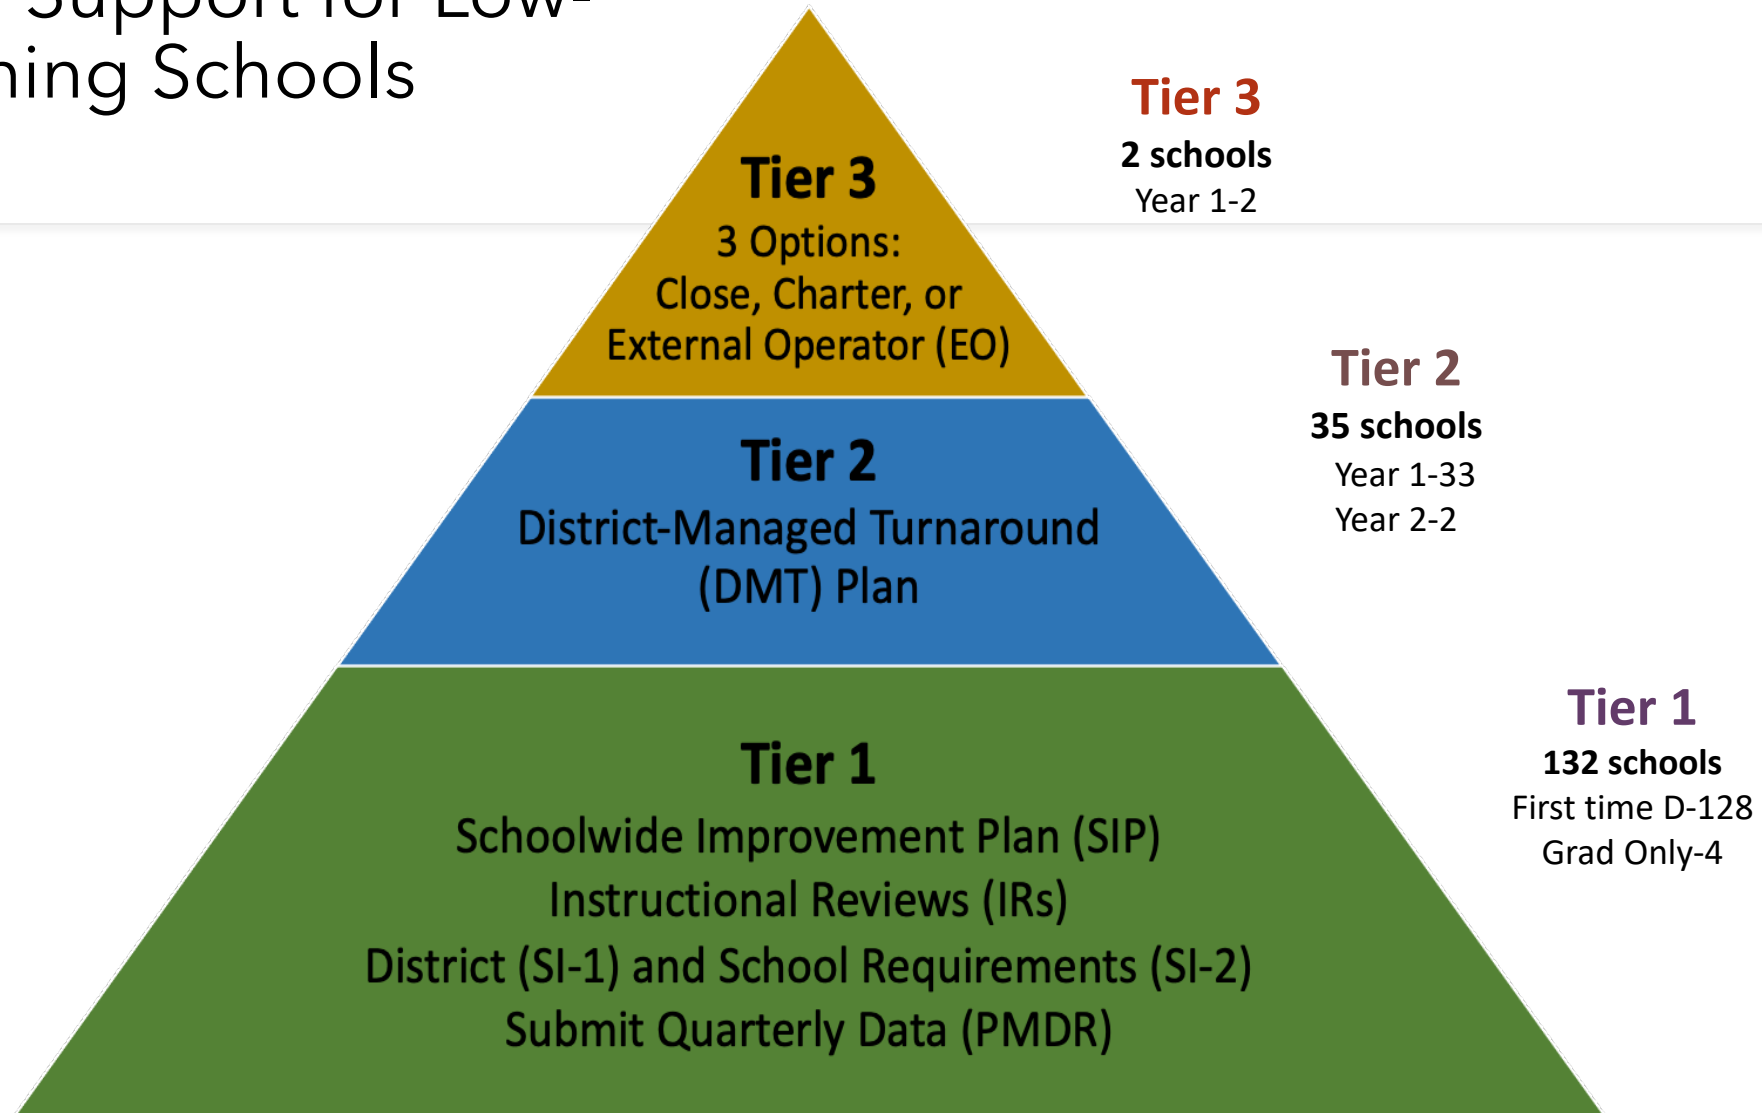 Support for Low-
ning Schools
Tier 3
3 Options:
Close, Charter, or
External Operator (EO)
Tier 3
2 schools
Year 1-2
Tier 2
District-Managed Turnaround
(DMT) Plan
Tier 2
35 schools
Year 1-33
Year 2-2
Tier 1
Schoolwide Improvement Plan (SIP)
Instructional Reviews (IRs)
District (SI-1) and School Requirements (SI-2)
Submit Quarterly Data (PMDR)
Tier 1
132 schools
First time D-128
Grad Only-4